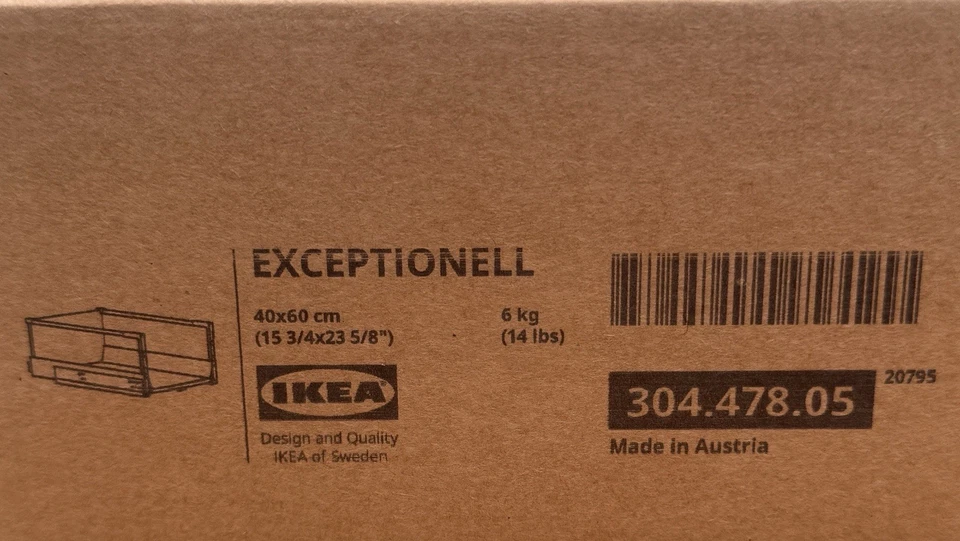 EXCEPTIONELL
40x60 cm
(15 3/4x23 5/8")
6 kg
(14 lbs)
IKEA
Design and Quality
IKEA of Sweden
304.478.05
20795
Made in Austria